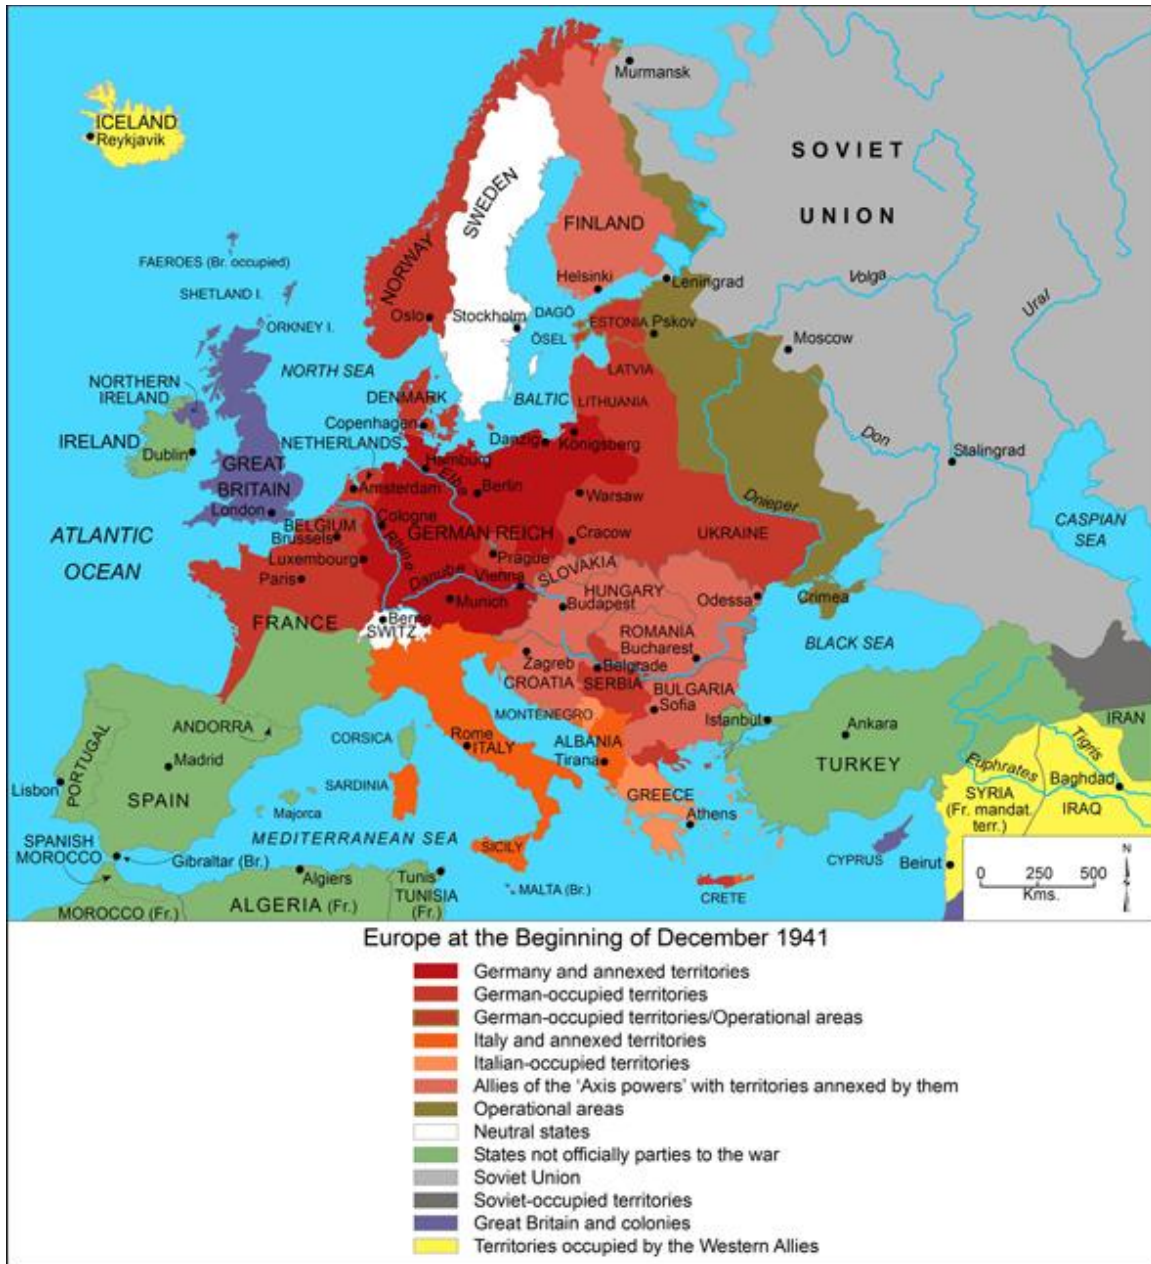 ICELAND
Reykjavik
Murmansk
SOVIET
UNION
SWEDEN
FINLAND
NORWAY
FAEROES (Br. occupied)
SHETLAND I.
ORKNEY I.
Helsinki
Leningrad
Volga
Ural
Oslo
Stockholm
DAGÖ
ÖSEL
ESTONIA
Pskov
Moscow
NORTH SEA
LATVIA
NORTHERN
IRELAND
DENMARK
BALTIC
LITHUANIA
Copenhagen
IRELAND
Dublin
NETHERLANDS
Danzig
Königsberg
Don
Stalingrad
GREAT
BRITAIN
London
Hamburg
Elbe
Berlin
Amsterdam
Warsaw
Dnieper
CASPIAN
SEA
ATLANTIC
OCEAN
BELGIUM
Brussels
Cologne
GERMAN REICH
Cracow
UKRAINE
Luxembourg
Rhine
Prague
Paris
Danube
Vienna
SLOVAKIA
HUNGARY
Budapest
Odessa
Crimea
Munich
FRANCE
Berne
SWITZ.
ROMANIA
Bucharest
BLACK SEA
Zagreb
CROATIA
Belgrade
SERBIA
BULGARIA
Sofia
ANDORRA
CORSICA
MONTENEGRO
Istanbul
Ankara
IRAN
PORTUGAL
Madrid
Rome
ITALY
ALBANIA
Tirana
TURKEY
Tigris
Euphrates
Baghdad
Lisbon
SPAIN
SARDINIA
Majorca
GREECE
Athens
SYRIA
(Fr. mandat.
terr.)
IRAQ
MEDITERRANEAN SEA
SPANISH
MOROCCO
Gibraltar (Br.)
SICILY
CYPRUS
Beirut
N
Algiers
Tunis
TUNISIA
(Fr.)
MALTA (Br.)
CRETE
0 250 500
Kms.
MOROCCO (Fr.)
ALGERIA (Fr.)
Europe at the Beginning of December 1941
Germany and annexed territories
German-occupied territories
German-occupied territories/Operational areas
Italy and annexed territories
Italian-occupied territories
Allies of the ‘Axis powers’ with territories annexed by them
Operational areas
Neutral states
States not officially parties to the war
Soviet Union
Soviet-occupied territories
Great Britain and colonies
Territories occupied by the Western Allies